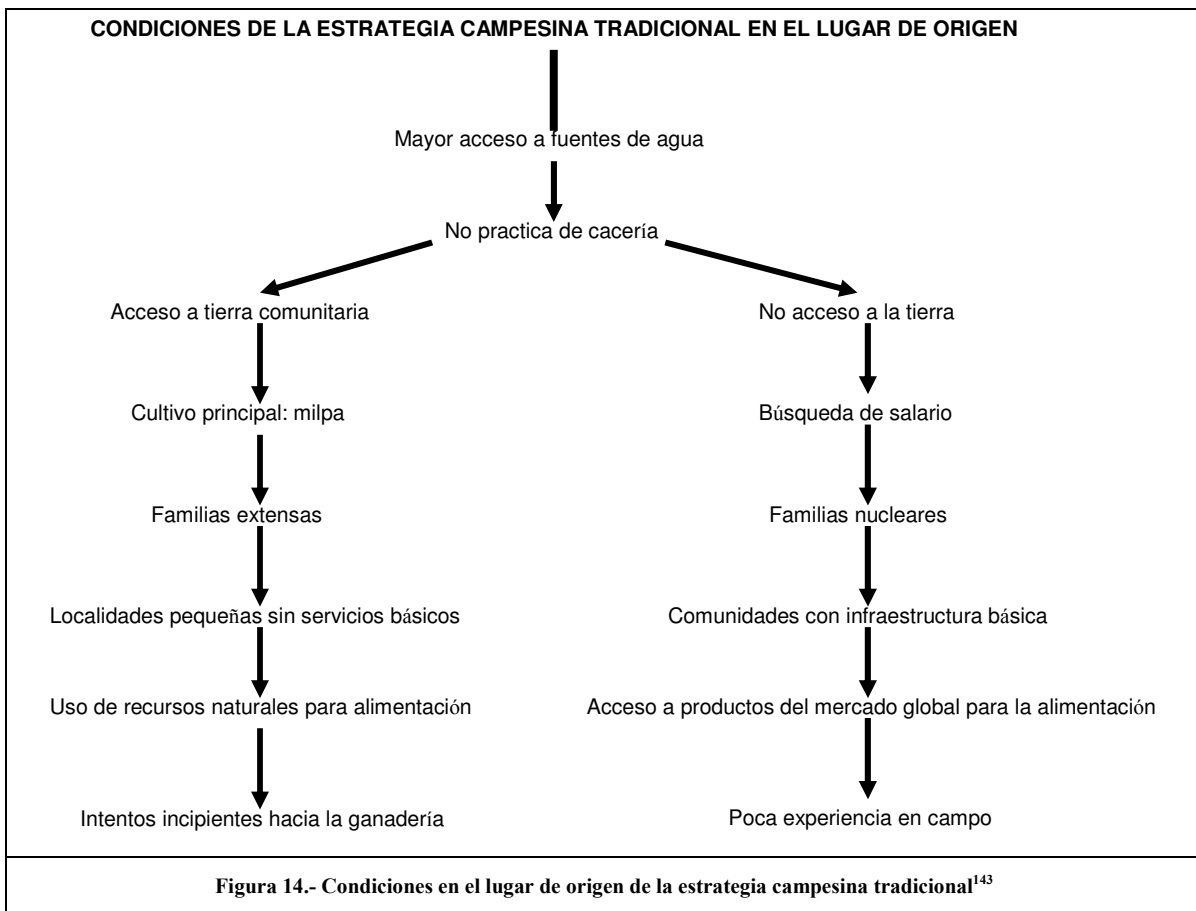 CONDICIONES DE LA ESTRATEGIA CAMPESINA TRADICIONAL EN EL LUGAR DE ORIGEN
Mayor acceso a fuentes de agua
No practica de cacería
Acceso a tierra comunitaria
No acceso a la tierra
Cultivo principal: milpa
Búsqueda de salario
Familias extensas
Familias nucleares
Localidades pequeñas sin servicios básicos
Comunidades con infraestructura básica
Uso de recursos naturales para alimentación
Acceso a productos del mercado global para la alimentación
Intentos incipientes hacia la ganadería
Poca experiencia en campo
Figura 14.- Condiciones en el lugar de origen de la estrategia campesina tradicional143